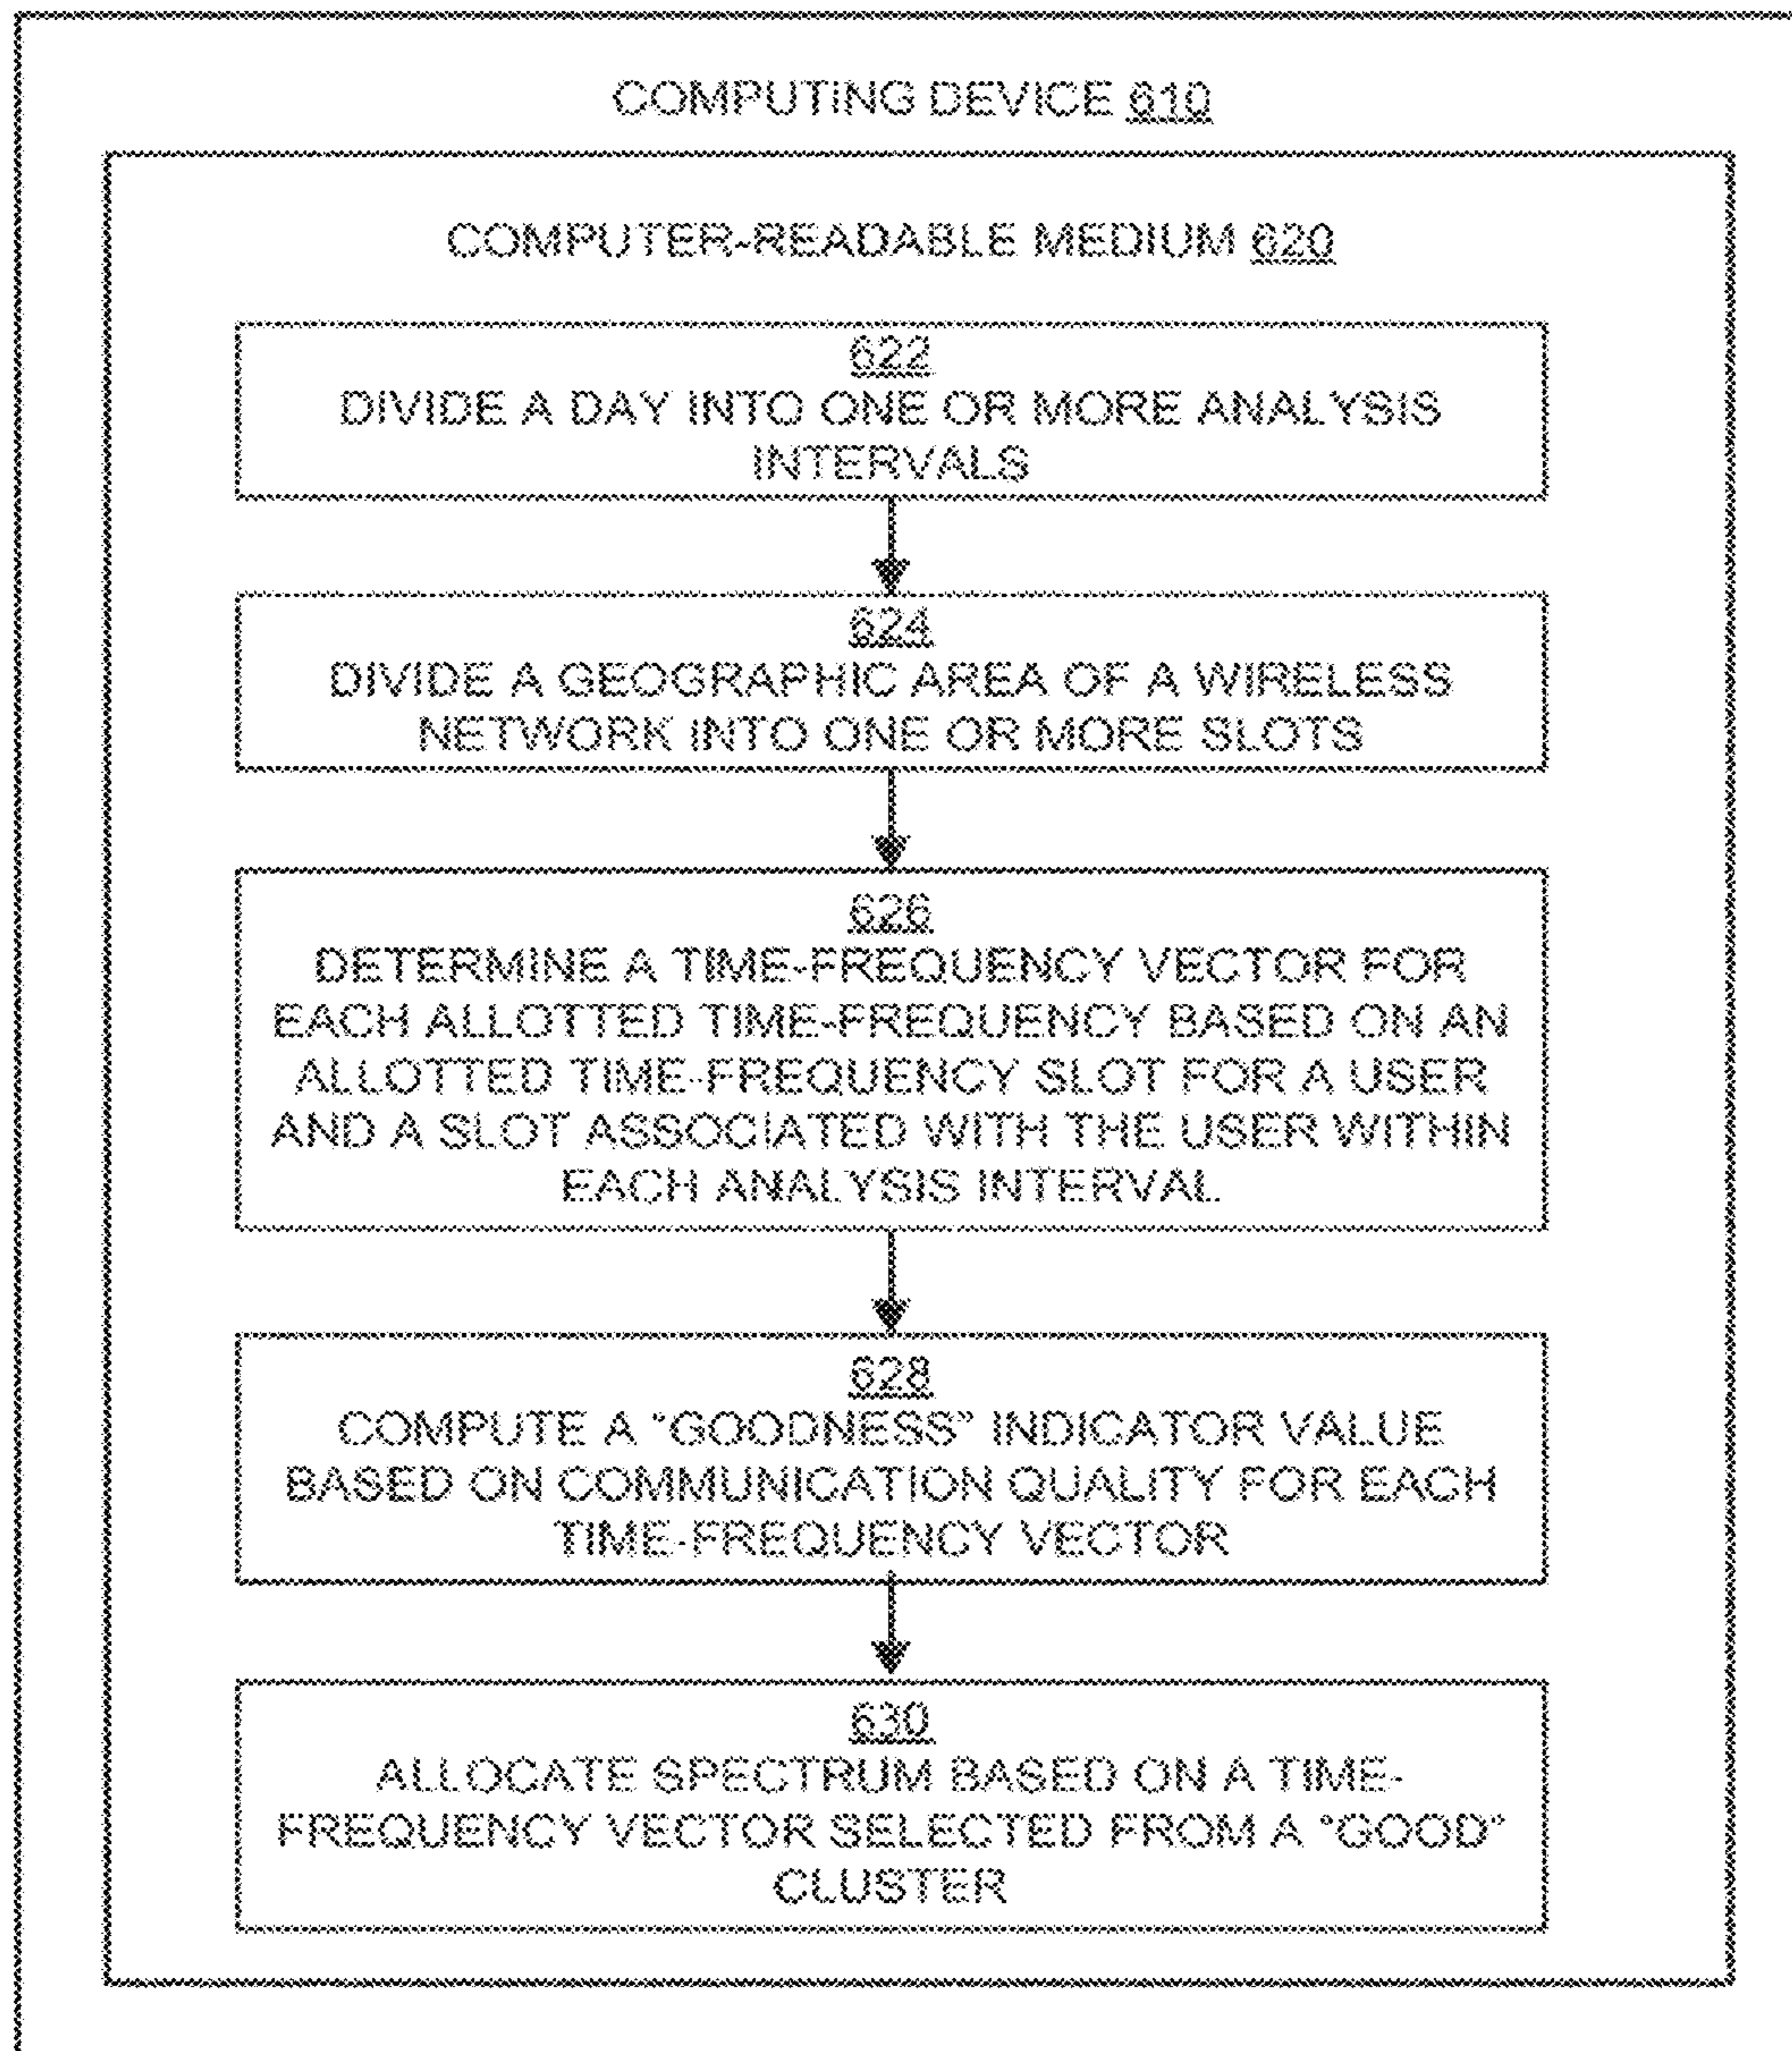 COMPUTING DEVICE 610
COMPUTER-READABLE MEDIUM 620
622
DIVIDE A DAY INTO ONE OR MORE ANALYSIS
INTERVALS
624
DIVIDE A GEOGRAPHIC AREA OF A WIRELESS
NETWORK INTO ONE OR MORE SLOTS
626
DETERMINE A TIME-FREQUENCY VECTOR FOR
EACH ALLOTTED TIME-FREQUENCY BASED ON AN
ALLOTTED TIME-FREQUENCY SLOT FOR A USER
AND A SLOT ASSOCIATED WITH THE USER WITHIN
EACH ANALYSIS INTERVAL
628
COMPUTE A "GOODNESS" INDICATOR VALUE
BASED ON COMMUNICATION QUALITY FOR EACH
TIME-FREQUENCY VECTOR
630
ALLOCATE SPECTRUM BASED ON A TIME-
FREQUENCY VECTOR SELECTED FROM A "GOOD"
CLUSTER